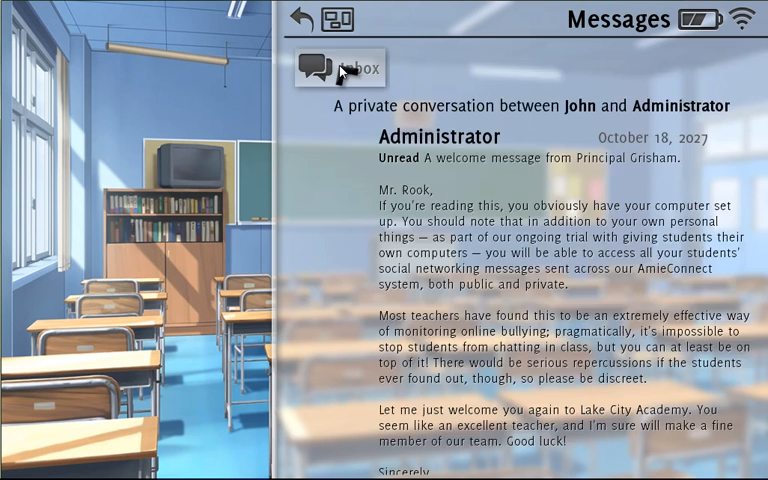 Messages
Inbox
A private conversation between John and Administrator
Administrator October 18, 2027
Unread A welcome message from Principal Grisham.
Mr. Rook,
If you're reading this, you obviously have your computer set
up. You should note that in addition to your own personal
things — as part of our ongoing trial with giving students their
own computers — you will be able to access all your students'
social networking messages sent across our AmieConnect
system, both public and private.
Most teachers have found this to be an extremely effective way
of monitoring online bullying; pragmatically, it's impossible to
stop students from chatting in class, but you can at least be on
top of it! There would be serious repercussions if the students
ever found out, though, so please be discreet.
Let me just welcome you again to Lake City Academy. You
seem like an excellent teacher, and I'm sure will make a fine
member of our team. Good luck!
Sincerely